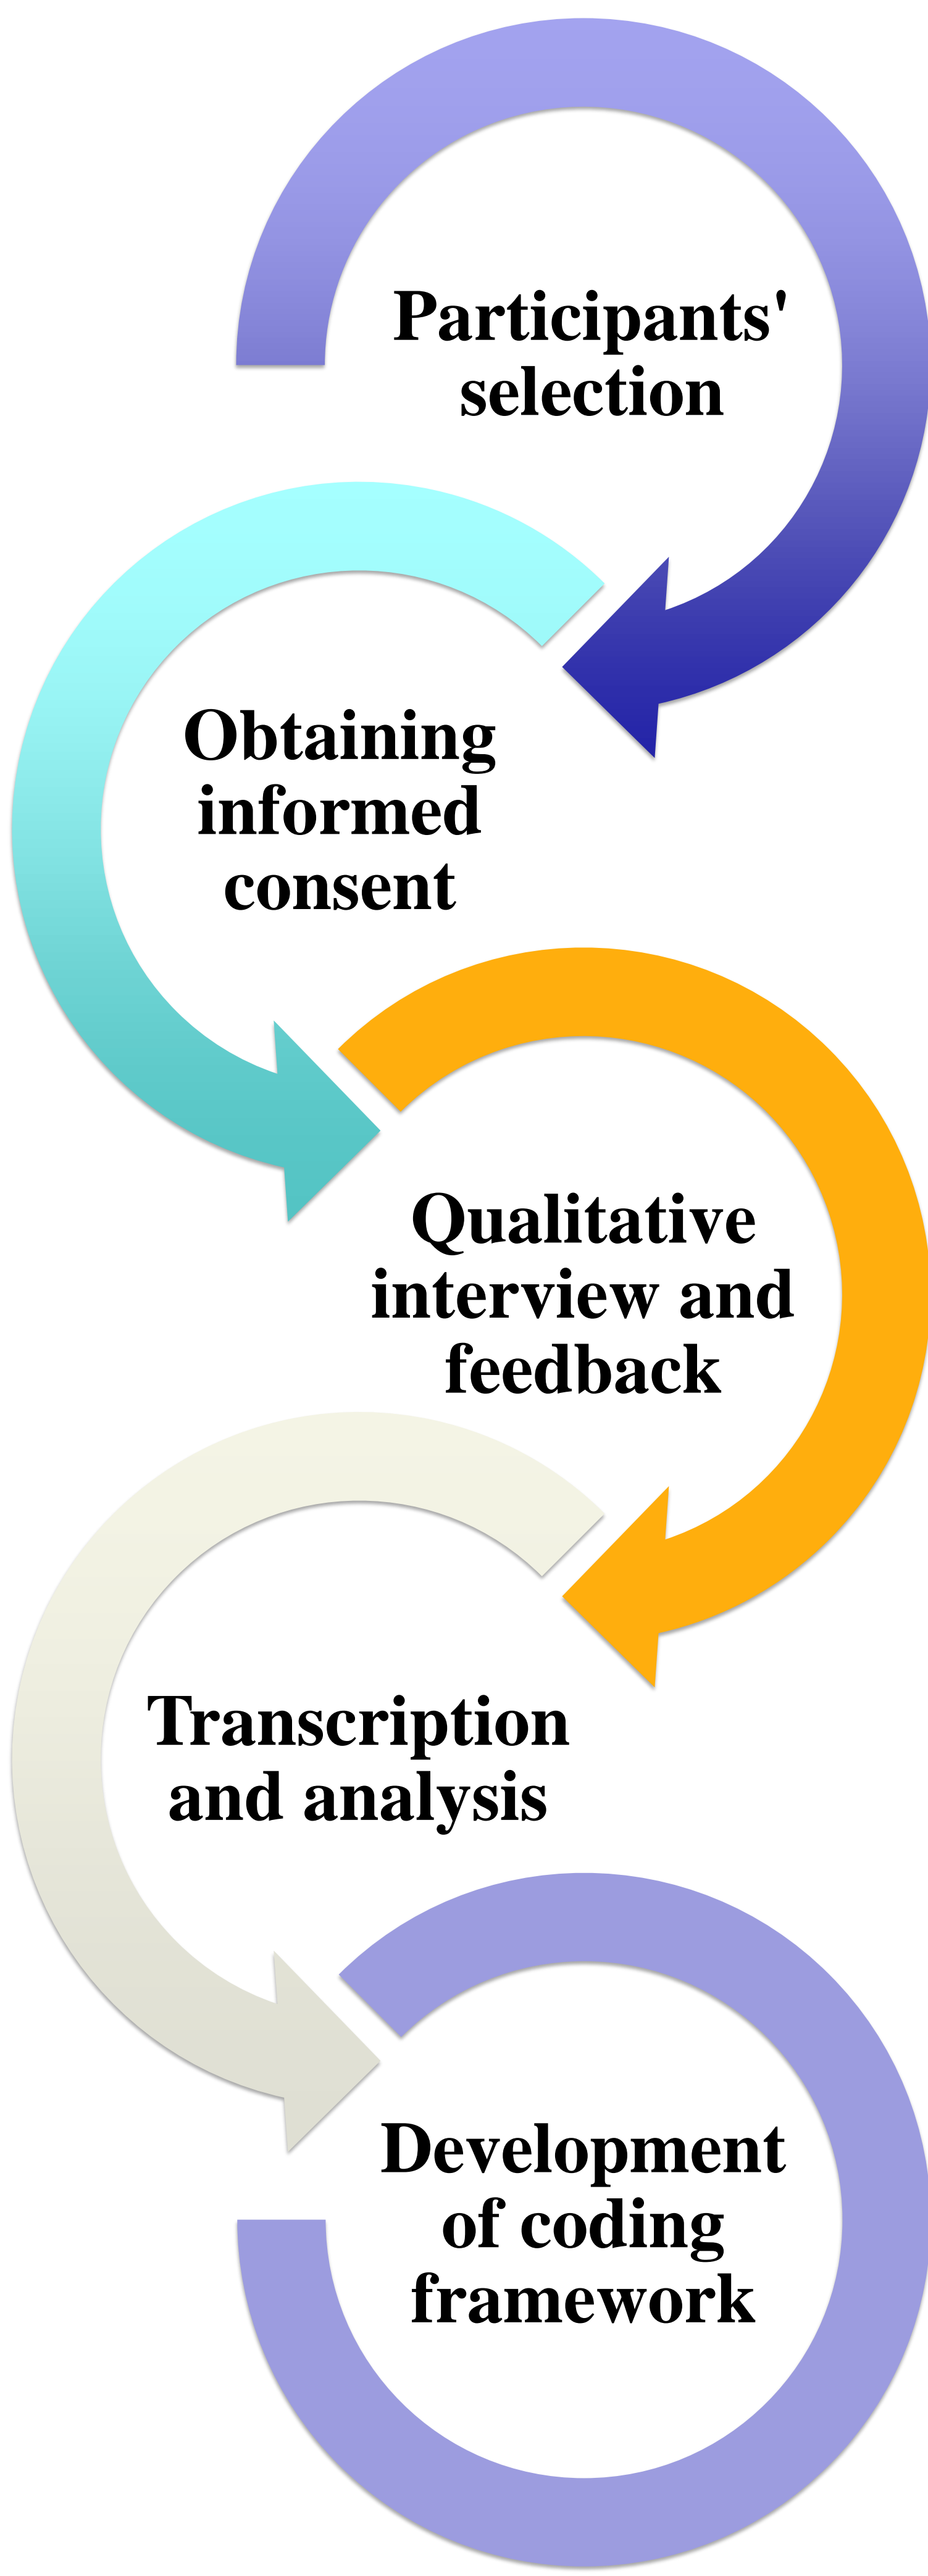 Participants'
selection
Obtaining
informed
consent
Qualitative
interview and
feedback
Transcription
and analysis
Development
of coding
framework